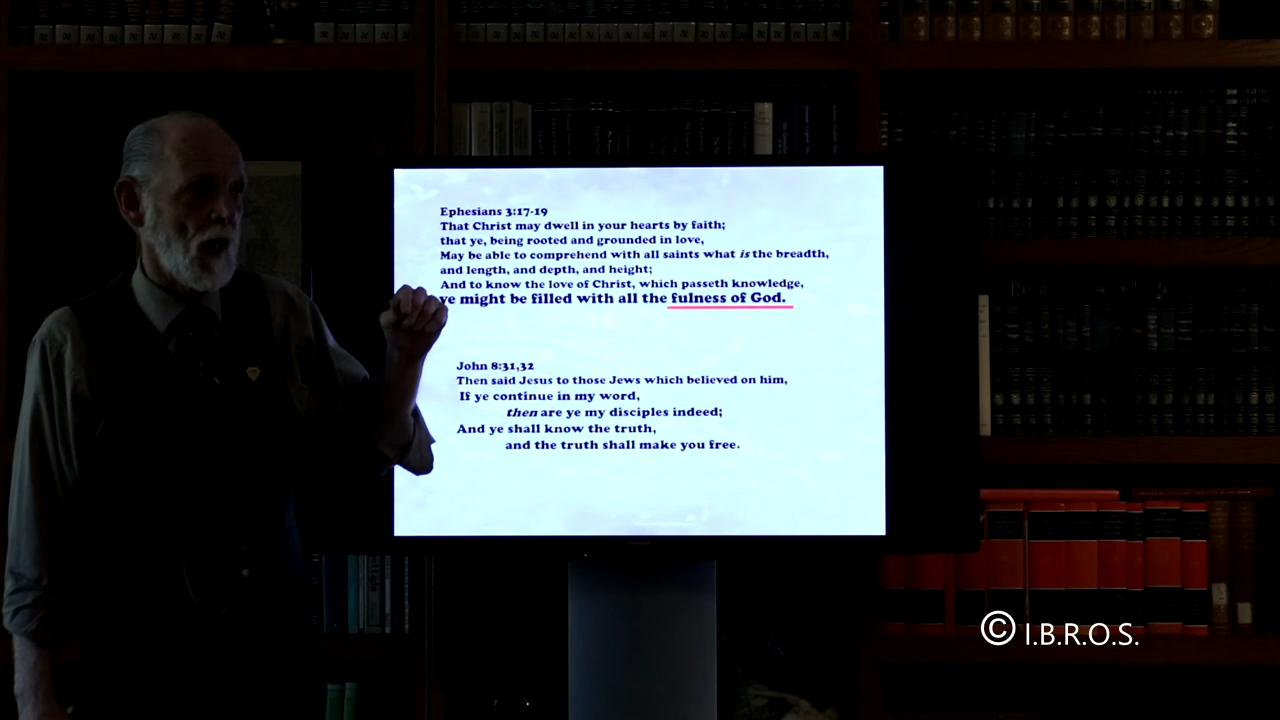 Ephesians 3:17-19
That Christ may dwell in your hearts by faith;
that ye, being rooted and grounded in love,
May be able to comprehend with all saints what is the breadth,
and length, and depth, and height;
And to know the love of Christ, which passeth knowledge,
ye might be filled with all the fulness of God.
John 8:31,32
Then said Jesus to those Jews which believed on him,
If ye continue in my word,
then are ye my disciples indeed;
And ye shall know the truth,
and the truth shall make you free.
© I.B.R.O.S.